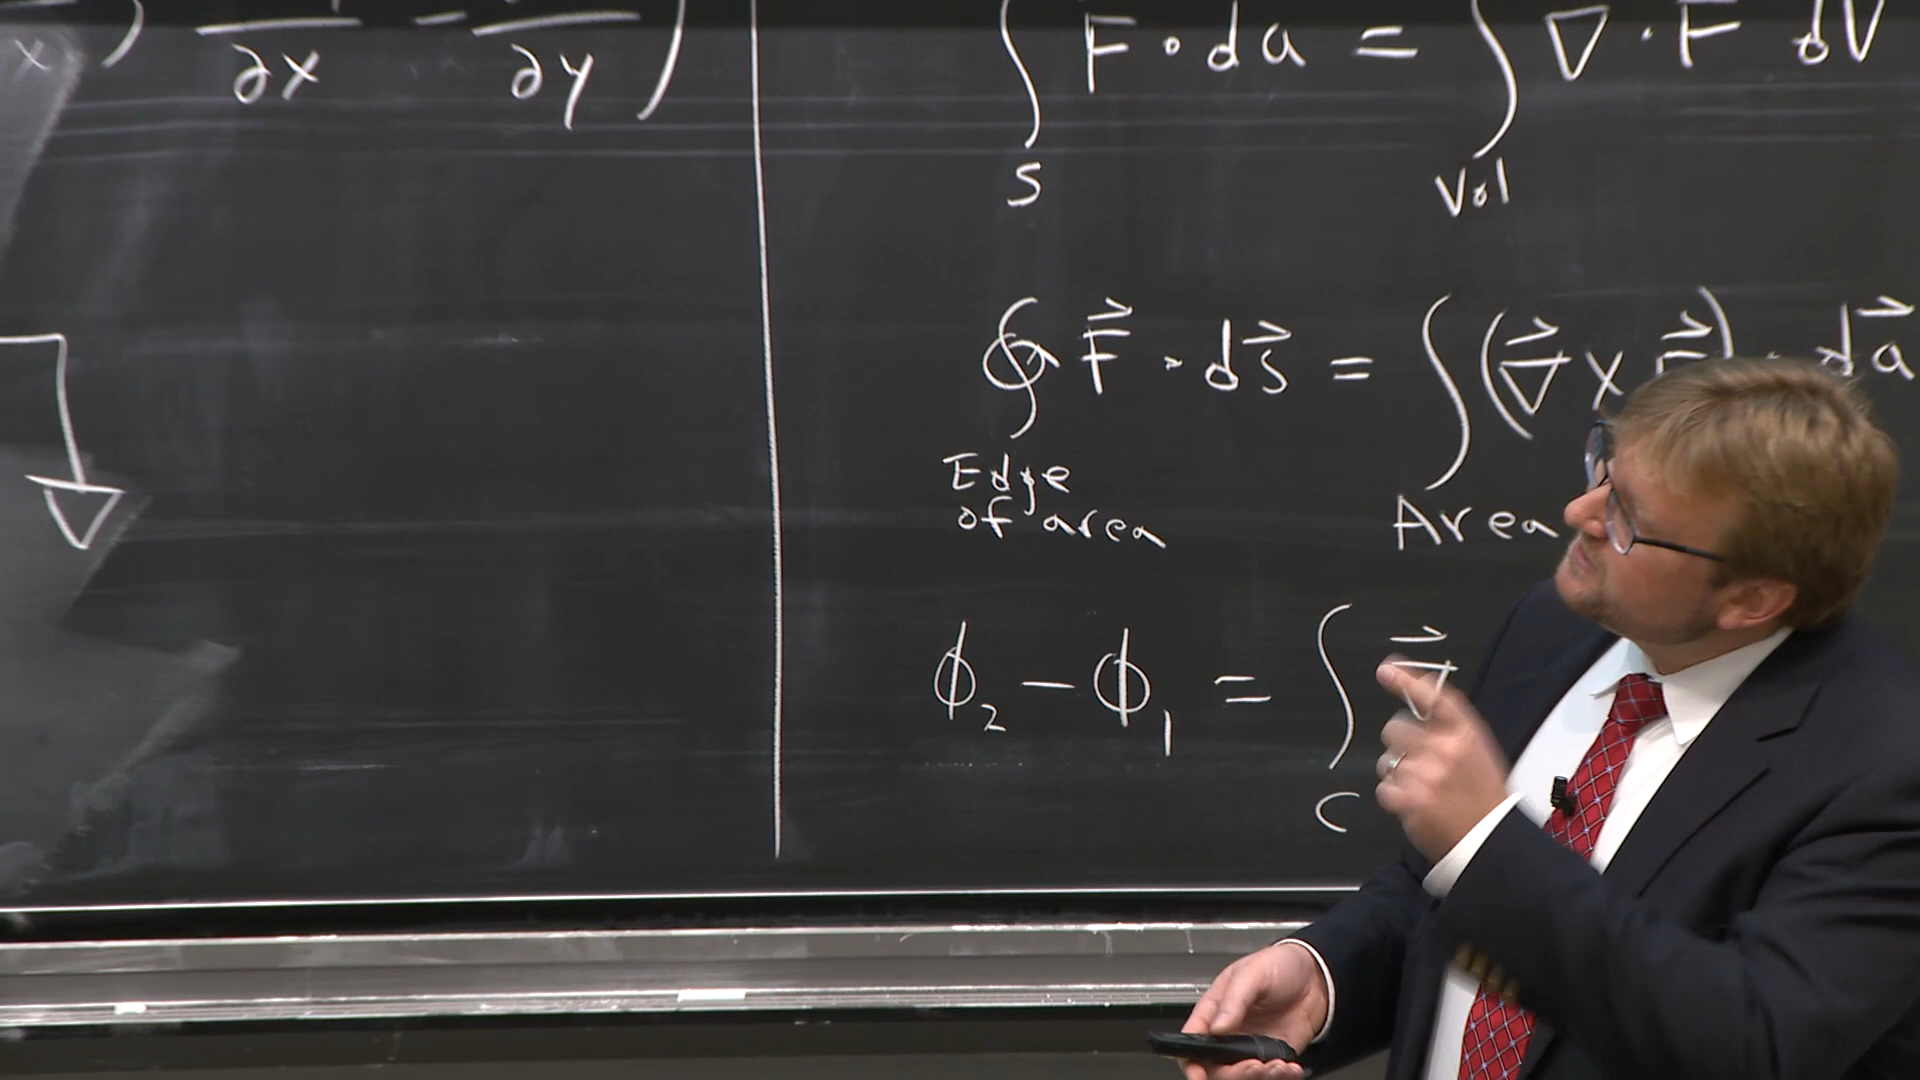 x ) ∂x − ∂y )
∫ F · da = ∫ ∇ · F dV
S Vol
∮ F⃗ · ds⃗ = ∫ (∇⃗ × F⃗) · da⃗
Edge Area
of area
ϕ₂ − ϕ₁ = ∫ ∇⃗
C